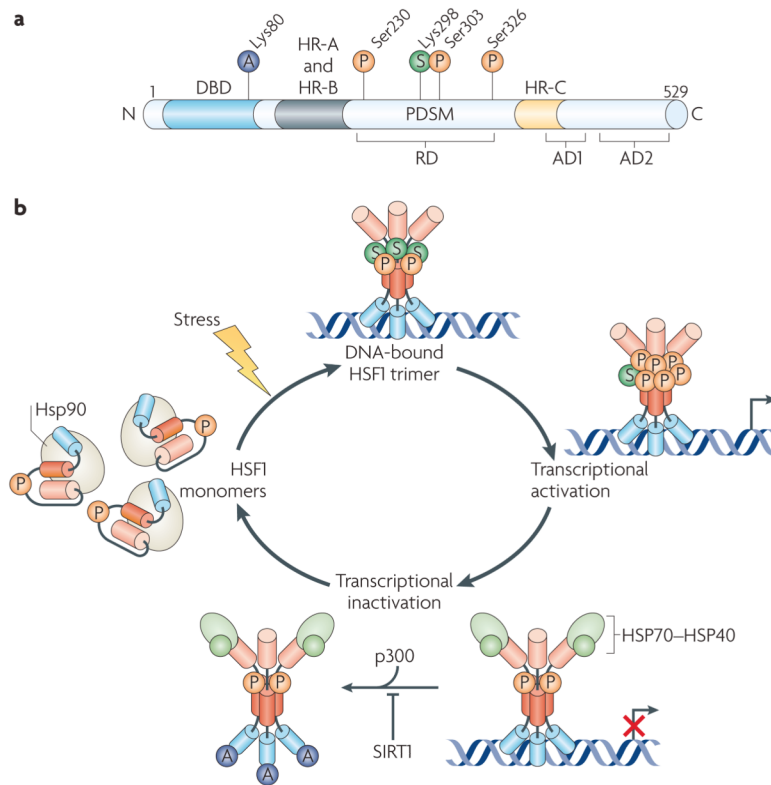 a
Lys80
HR-A
and
HR-B
Ser230
Lys298
Ser303
Ser326
A
P
S
P
P
1
DBD
HR-C
529
N
PDSM
C
RD
AD1
AD2
b
S
S
S
P
P
Stress
DNA-bound
HSF1 trimer
P
P
P
S
P
P
P
Hsp90
P
P
P
HSF1
monomers
Transcriptional
activation
Transcriptional
inactivation
HSP70–HSP40
p300
P
P
P
P
SIRT1
A
A
A